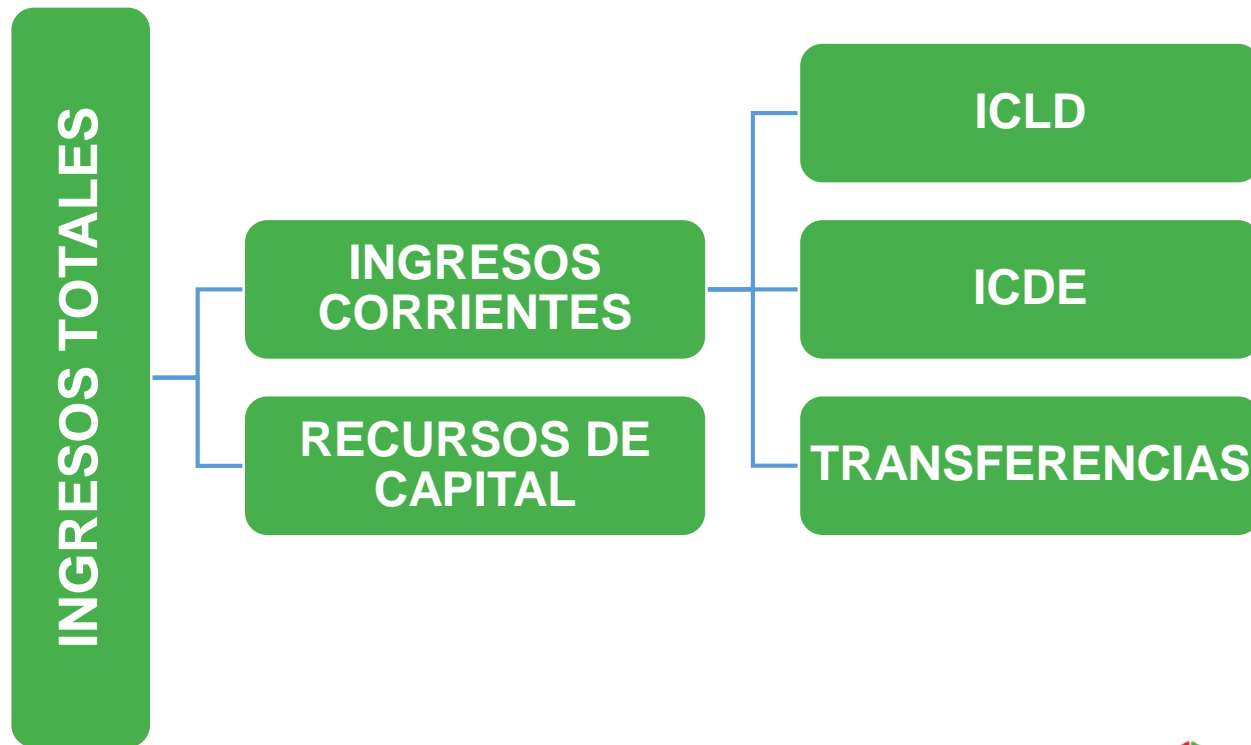 INGRESOS TOTALES
INGRESOS
CORRIENTES
RECURSOS DE
CAPITAL
ICLD
ICDE
TRANSFERENCIAS